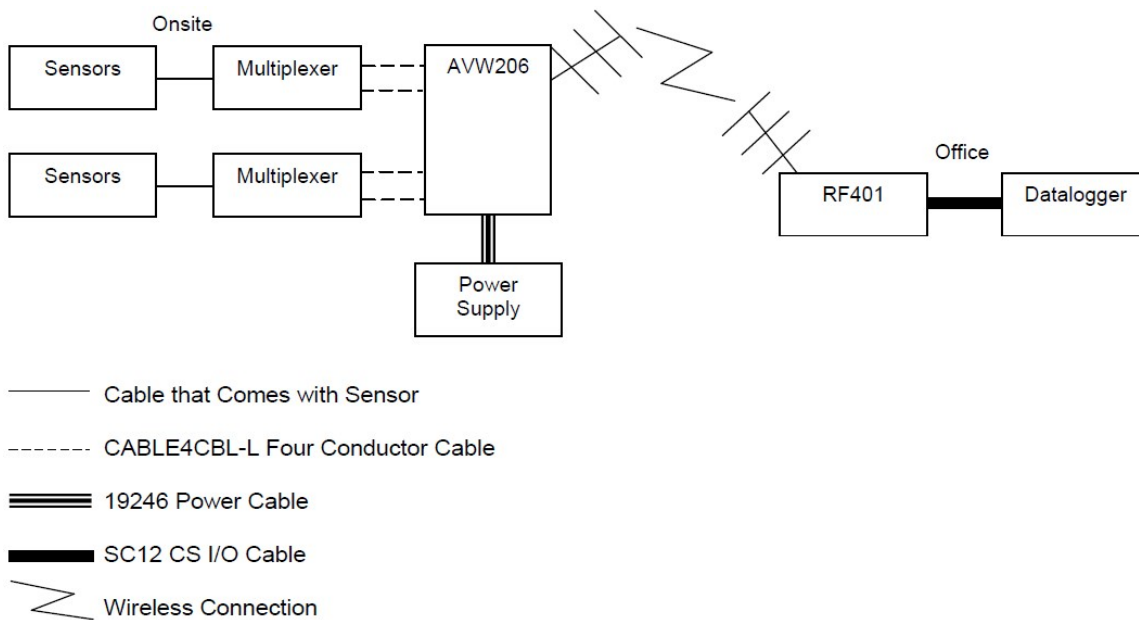 Onsite
Sensors
Multiplexer
AVW206
Sensors
Multiplexer
Power
Supply
Office
RF401
Datalogger
Cable that Comes with Sensor
CABLE4CBL-L Four Conductor Cable
19246 Power Cable
SC12 CS I/O Cable
Wireless Connection